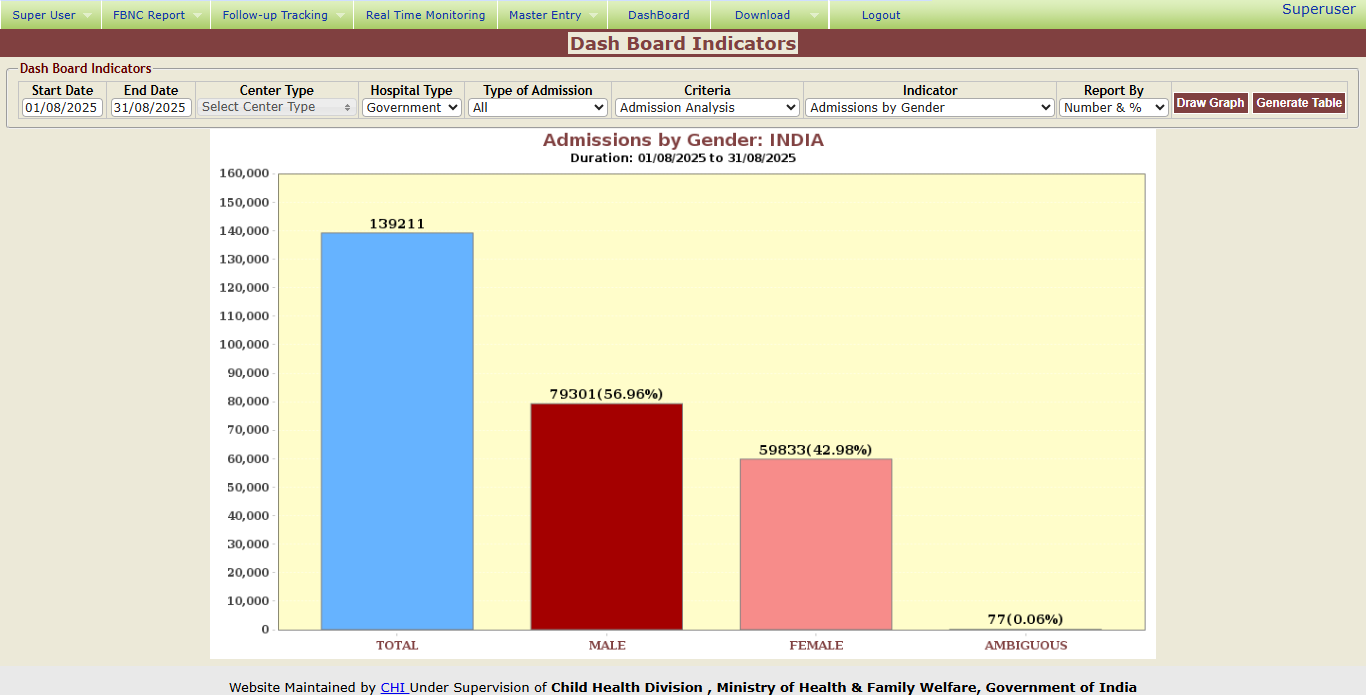 Super User FBNC Report Follow-up Tracking Real Time Monitoring Master Entry DashBoard Download Logout Superuser
Dash Board Indicators
Dash Board Indicators
Start Date End Date Center Type Hospital Type Type of Admission Criteria Indicator Report By
01/08/2025 31/08/2025 Select Center Type Government All Admission Analysis Admissions by Gender Number & % Draw Graph Generate Table
Admissions by Gender: INDIA
Duration: 01/08/2025 to 31/08/2025
160,000
150,000
140,000
130,000
120,000
110,000
100,000
90,000
80,000
70,000
60,000
50,000
40,000
30,000
20,000
10,000
0
139211
79301(56.96%)
59833(42.98%)
77(0.06%)
TOTAL MALE FEMALE AMBIGUOUS
Website Maintained by CHI Under Supervision of Child Health Division , Ministry of Health & Family Welfare, Government of India